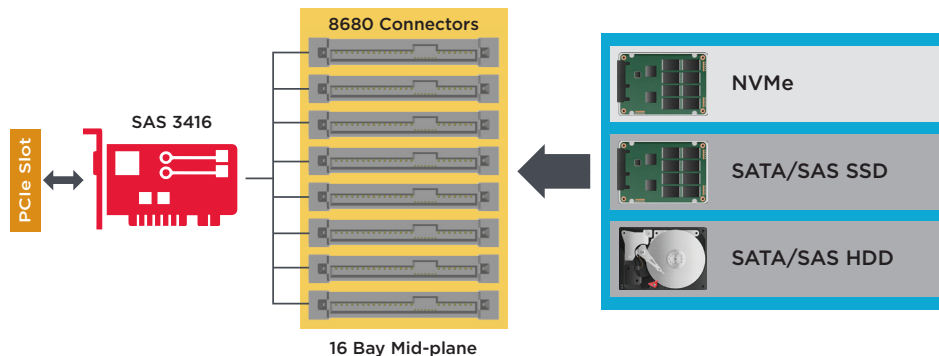 8680 Connectors
SAS 3416
PCIe Slot
NVMe
SATA/SAS SSD
SATA/SAS HDD
16 Bay Mid-plane